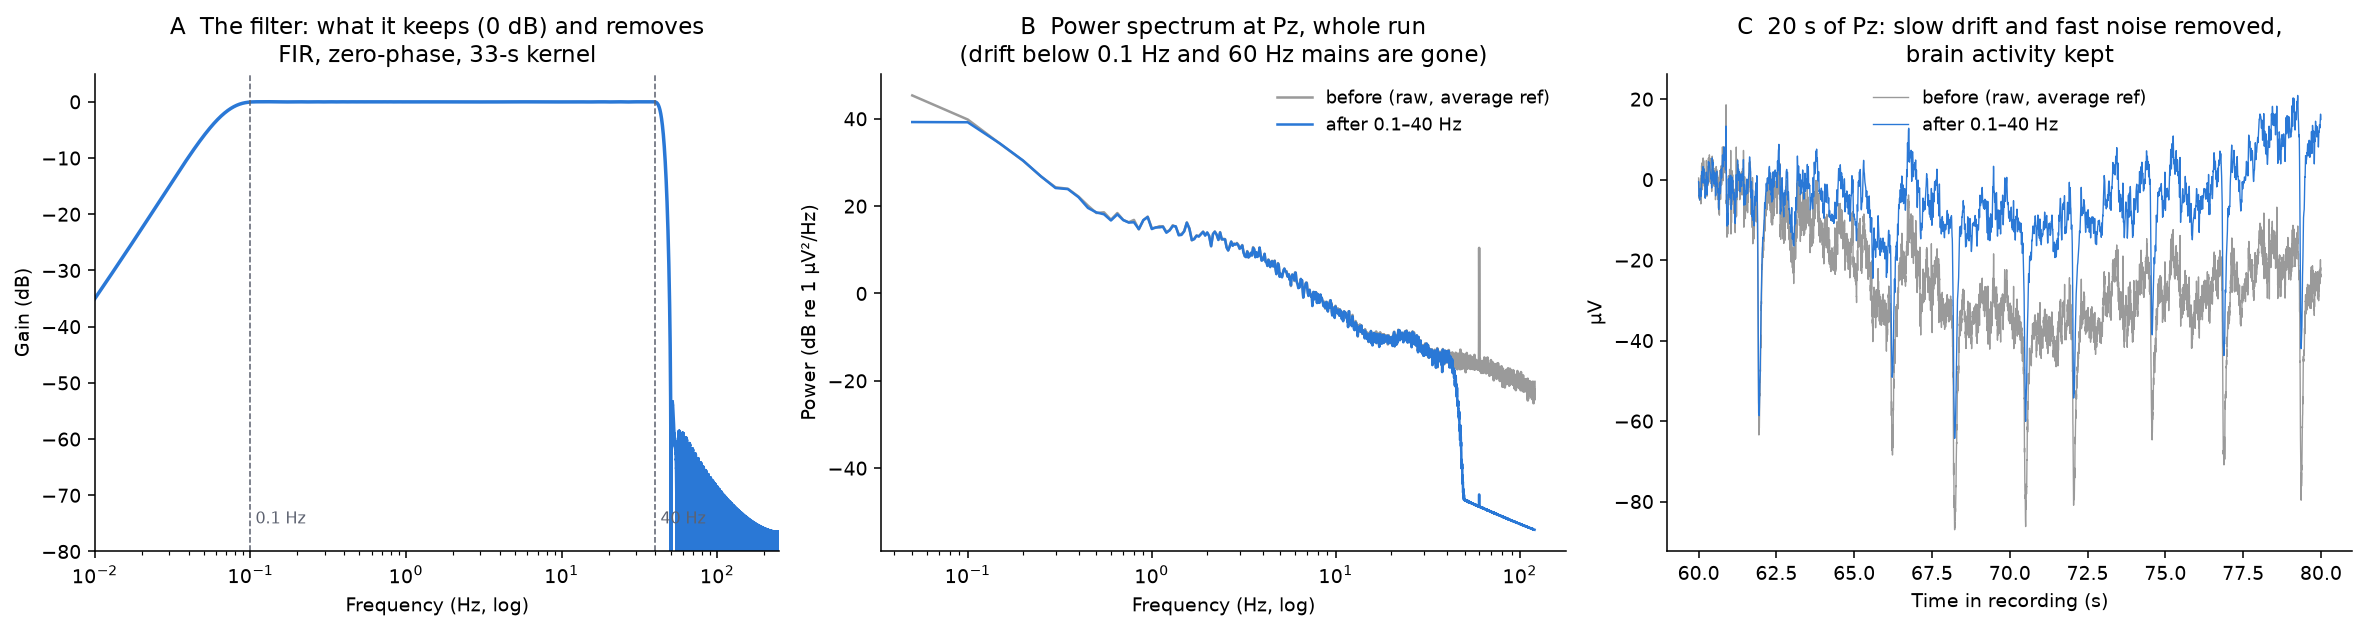 A  The filter: what it keeps (0 dB) and removes
FIR, zero-phase, 33-s kernel
0
−10
−20
−30
−40
−50
−60
−70
−80
Gain (dB)
0.1 Hz
40 Hz
10⁻² 10⁻¹ 10⁰ 10¹ 10²
Frequency (Hz, log)
B  Power spectrum at Pz, whole run
(drift below 0.1 Hz and 60 Hz mains are gone)
before (raw, average ref)
after 0.1–40 Hz
40
20
0
−20
−40
Power (dB re 1 µV²/Hz)
10⁻¹ 10⁰ 10¹ 10²
Frequency (Hz, log)
C  20 s of Pz: slow drift and fast noise removed,
brain activity kept
before (raw, average ref)
after 0.1–40 Hz
20
0
−20
−40
−60
−80
µV
60.0 62.5 65.0 67.5 70.0 72.5 75.0 77.5 80.0
Time in recording (s)